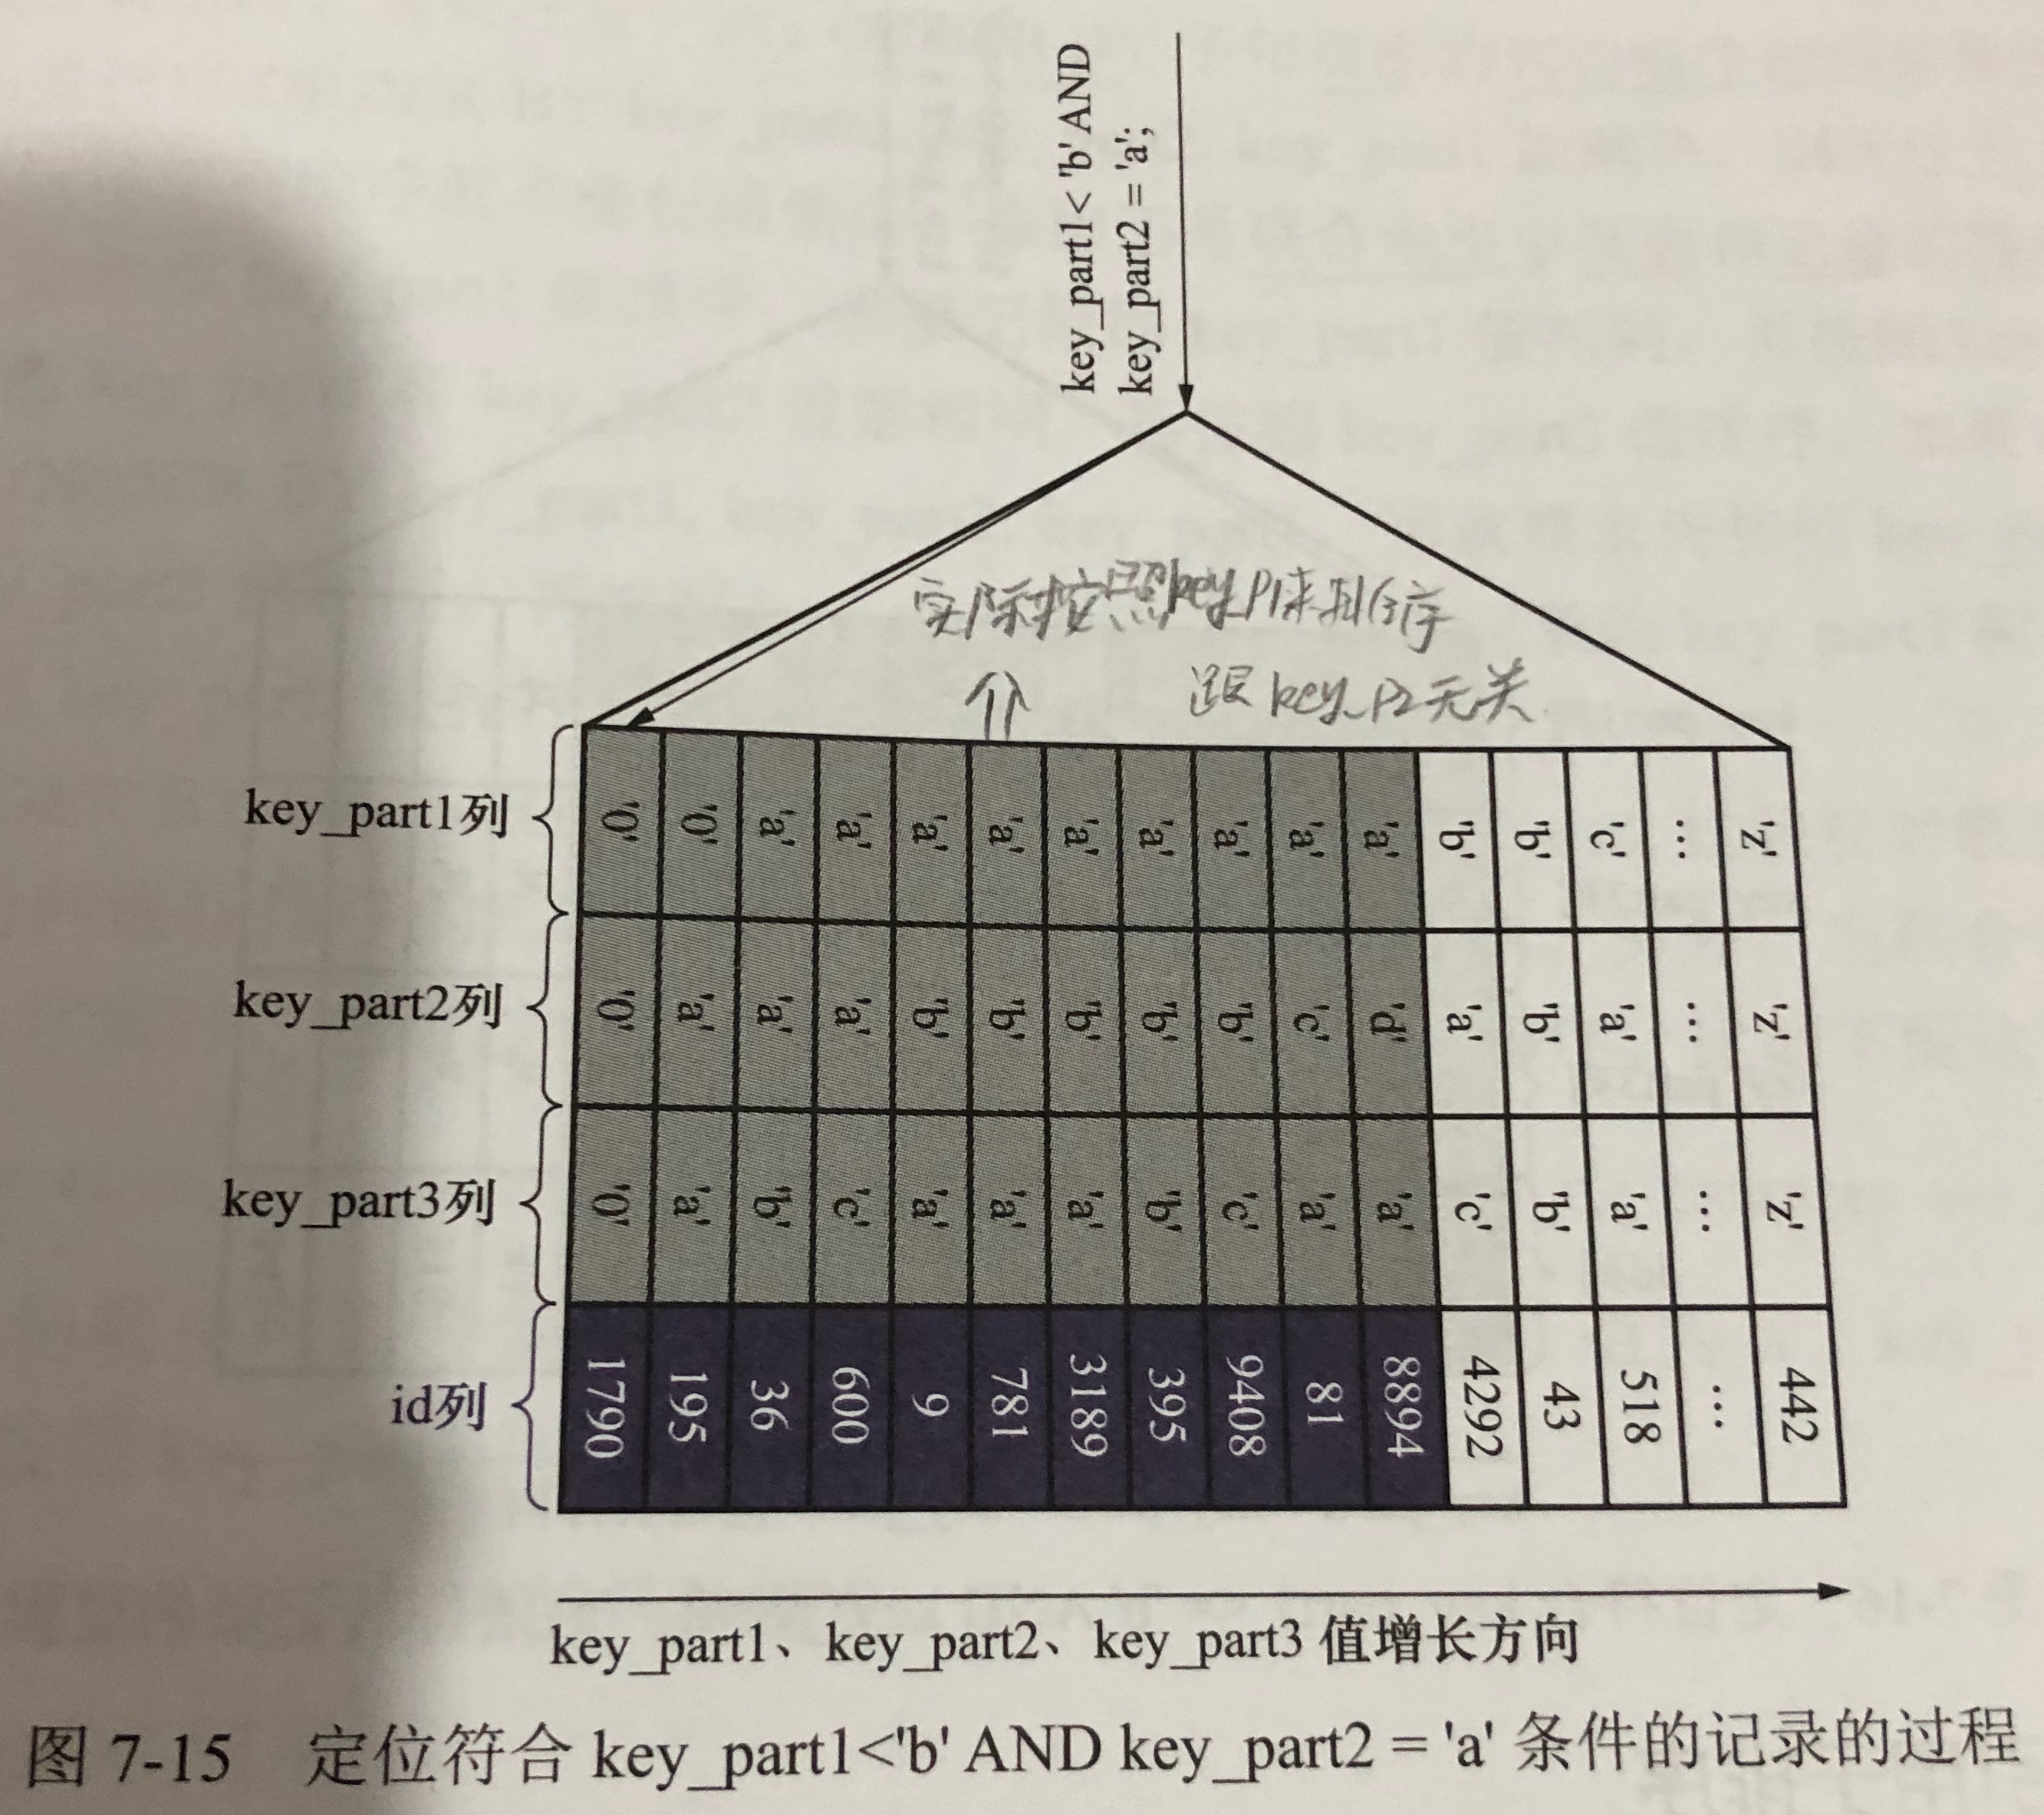 key_part1< 'b' AND
key_part2 = 'a';
实际按照key_P1来排序
跟key_P2无关
key_part1列 '0' '0' 'a' 'a' 'a' 'a' 'a' 'a' 'a' 'a' 'a' 'b' 'b' 'c' … 'z'
key_part2列 '0' 'a' 'a' 'a' 'b' 'b' 'b' 'b' 'b' 'c' 'd' 'a' 'b' 'a' … 'z'
key_part3列 '0' 'a' 'b' 'c' 'a' 'a' 'a' 'b' 'c' 'a' 'a' 'c' 'b' 'a' … 'z'
id列 1790 195 36 600 9 781 3189 395 9408 81 8894 4292 43 518 … 442
key_part1、key_part2、key_part3 值增长方向
图 7-15 定位符合 key_part1<'b' AND key_part2 = 'a' 条件的记录的过程